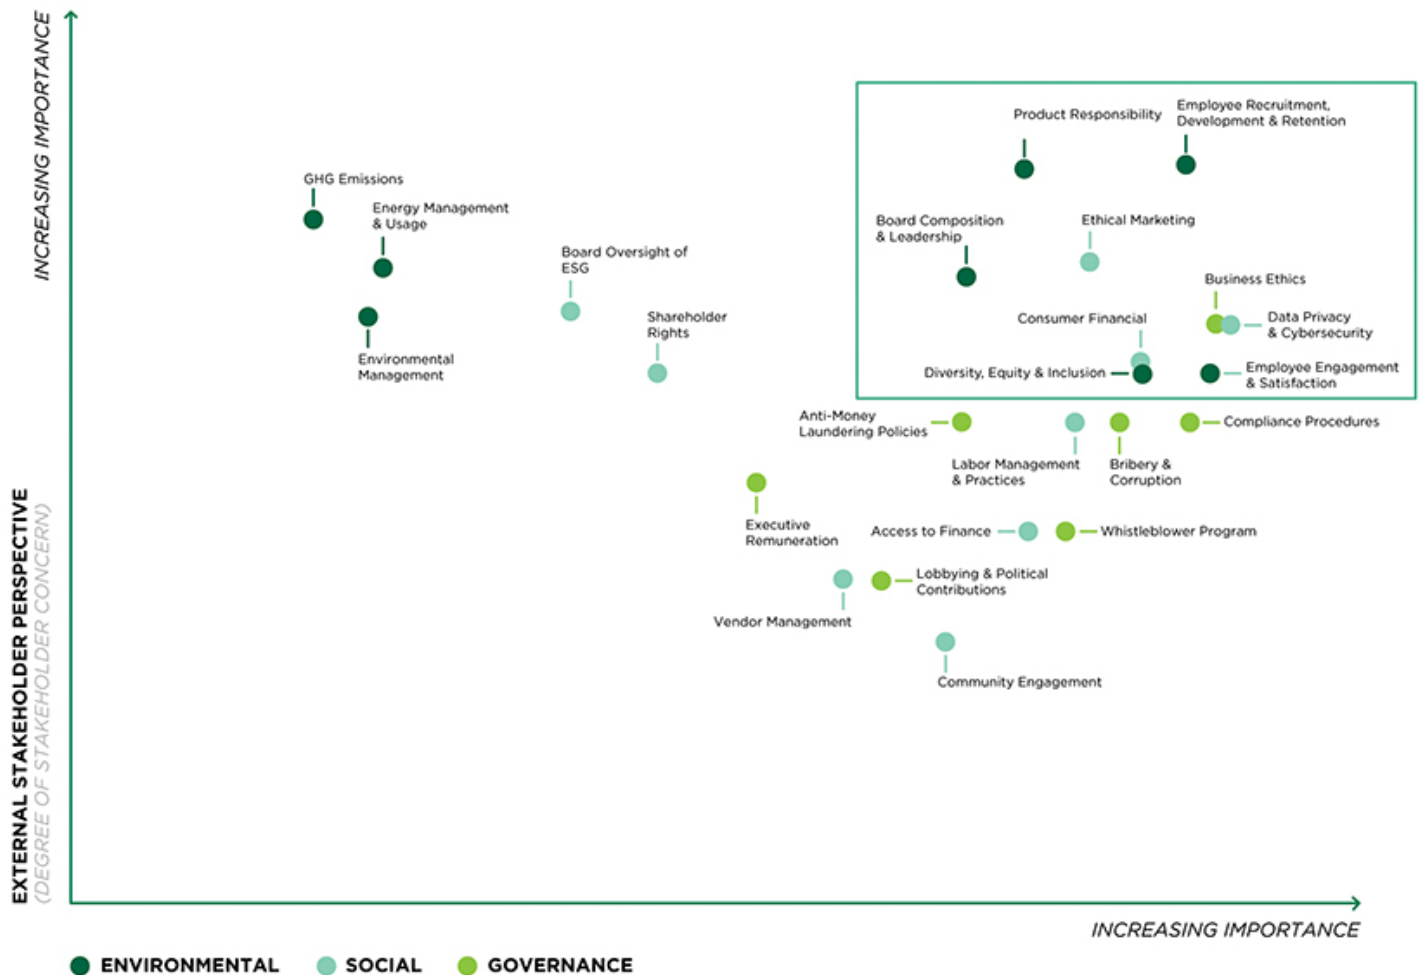 INCREASING IMPORTANCE
EXTERNAL STAKEHOLDER PERSPECTIVE
(DEGREE OF STAKEHOLDER CONCERN)
GHG Emissions
Energy Management
& Usage
Environmental
Management
Board Oversight of
ESG
Shareholder
Rights
Product Responsibility
Employee Recruitment,
Development & Retention
Board Composition
& Leadership
Ethical Marketing
Business Ethics
Consumer Financial
Data Privacy
& Cybersecurity
Diversity, Equity & Inclusion
Employee Engagement
& Satisfaction
Anti-Money
Laundering Policies
Labor Management
& Practices
Bribery &
Corruption
Compliance Procedures
Executive
Remuneration
Access to Finance
Whistleblower Program
Lobbying & Political
Contributions
Vendor Management
Community Engagement
INCREASING IMPORTANCE
ENVIRONMENTAL
SOCIAL
GOVERNANCE